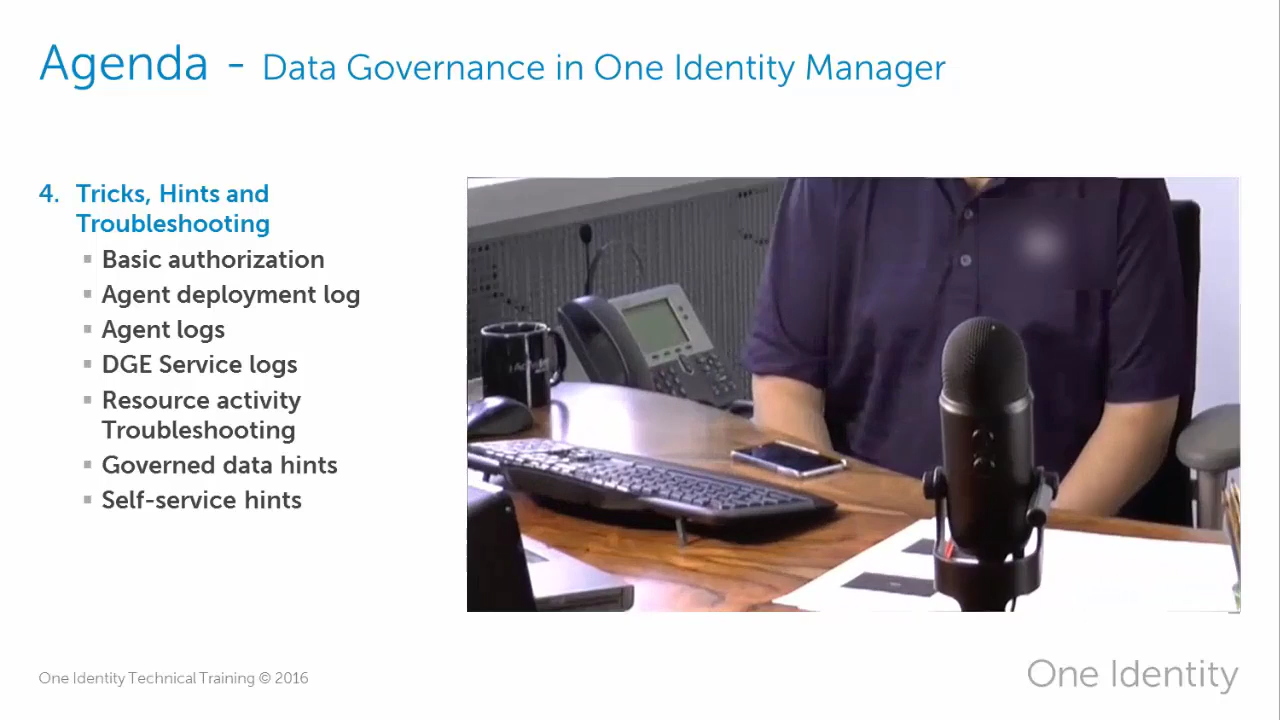 Agenda - Data Governance in One Identity Manager
4. Tricks, Hints and
Troubleshooting
Basic authorization
Agent deployment log
Agent logs
DGE Service logs
Resource activity
Troubleshooting
Governed data hints
Self-service hints
One Identity Technical Training © 2016
One Identity